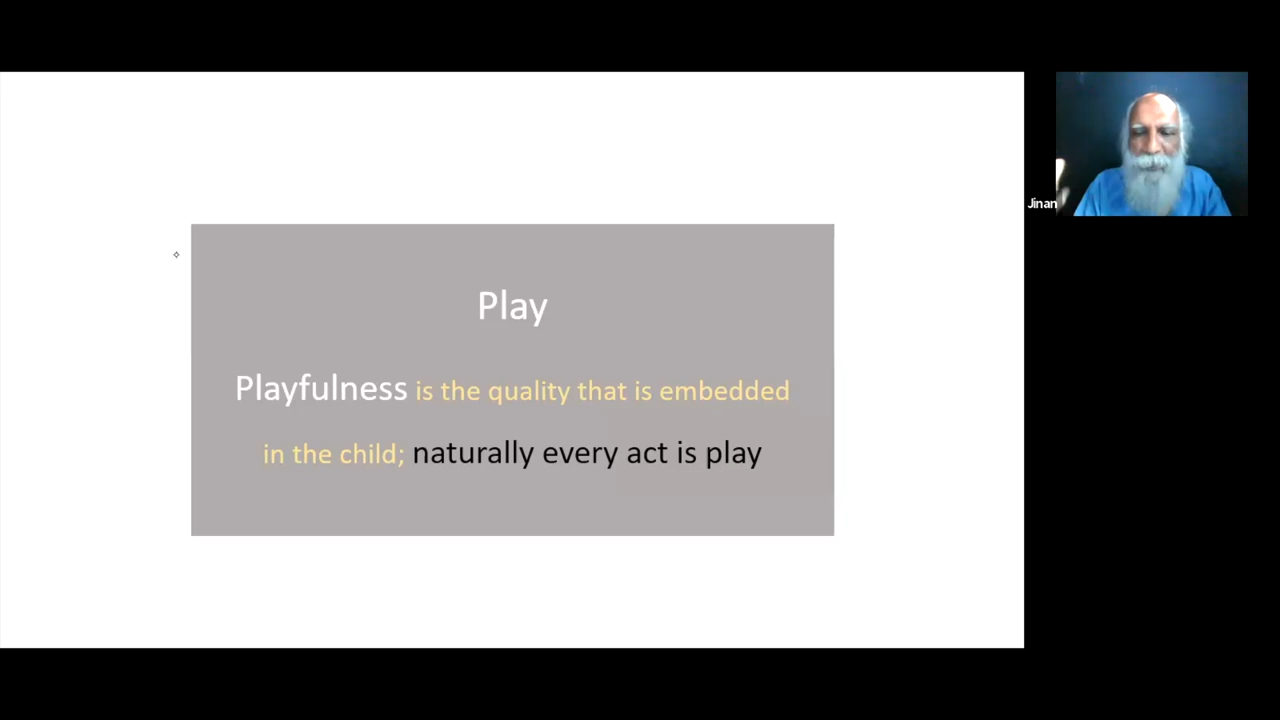 Play
Playfulness is the quality that is embedded
in the child; naturally every act is play
Jinan